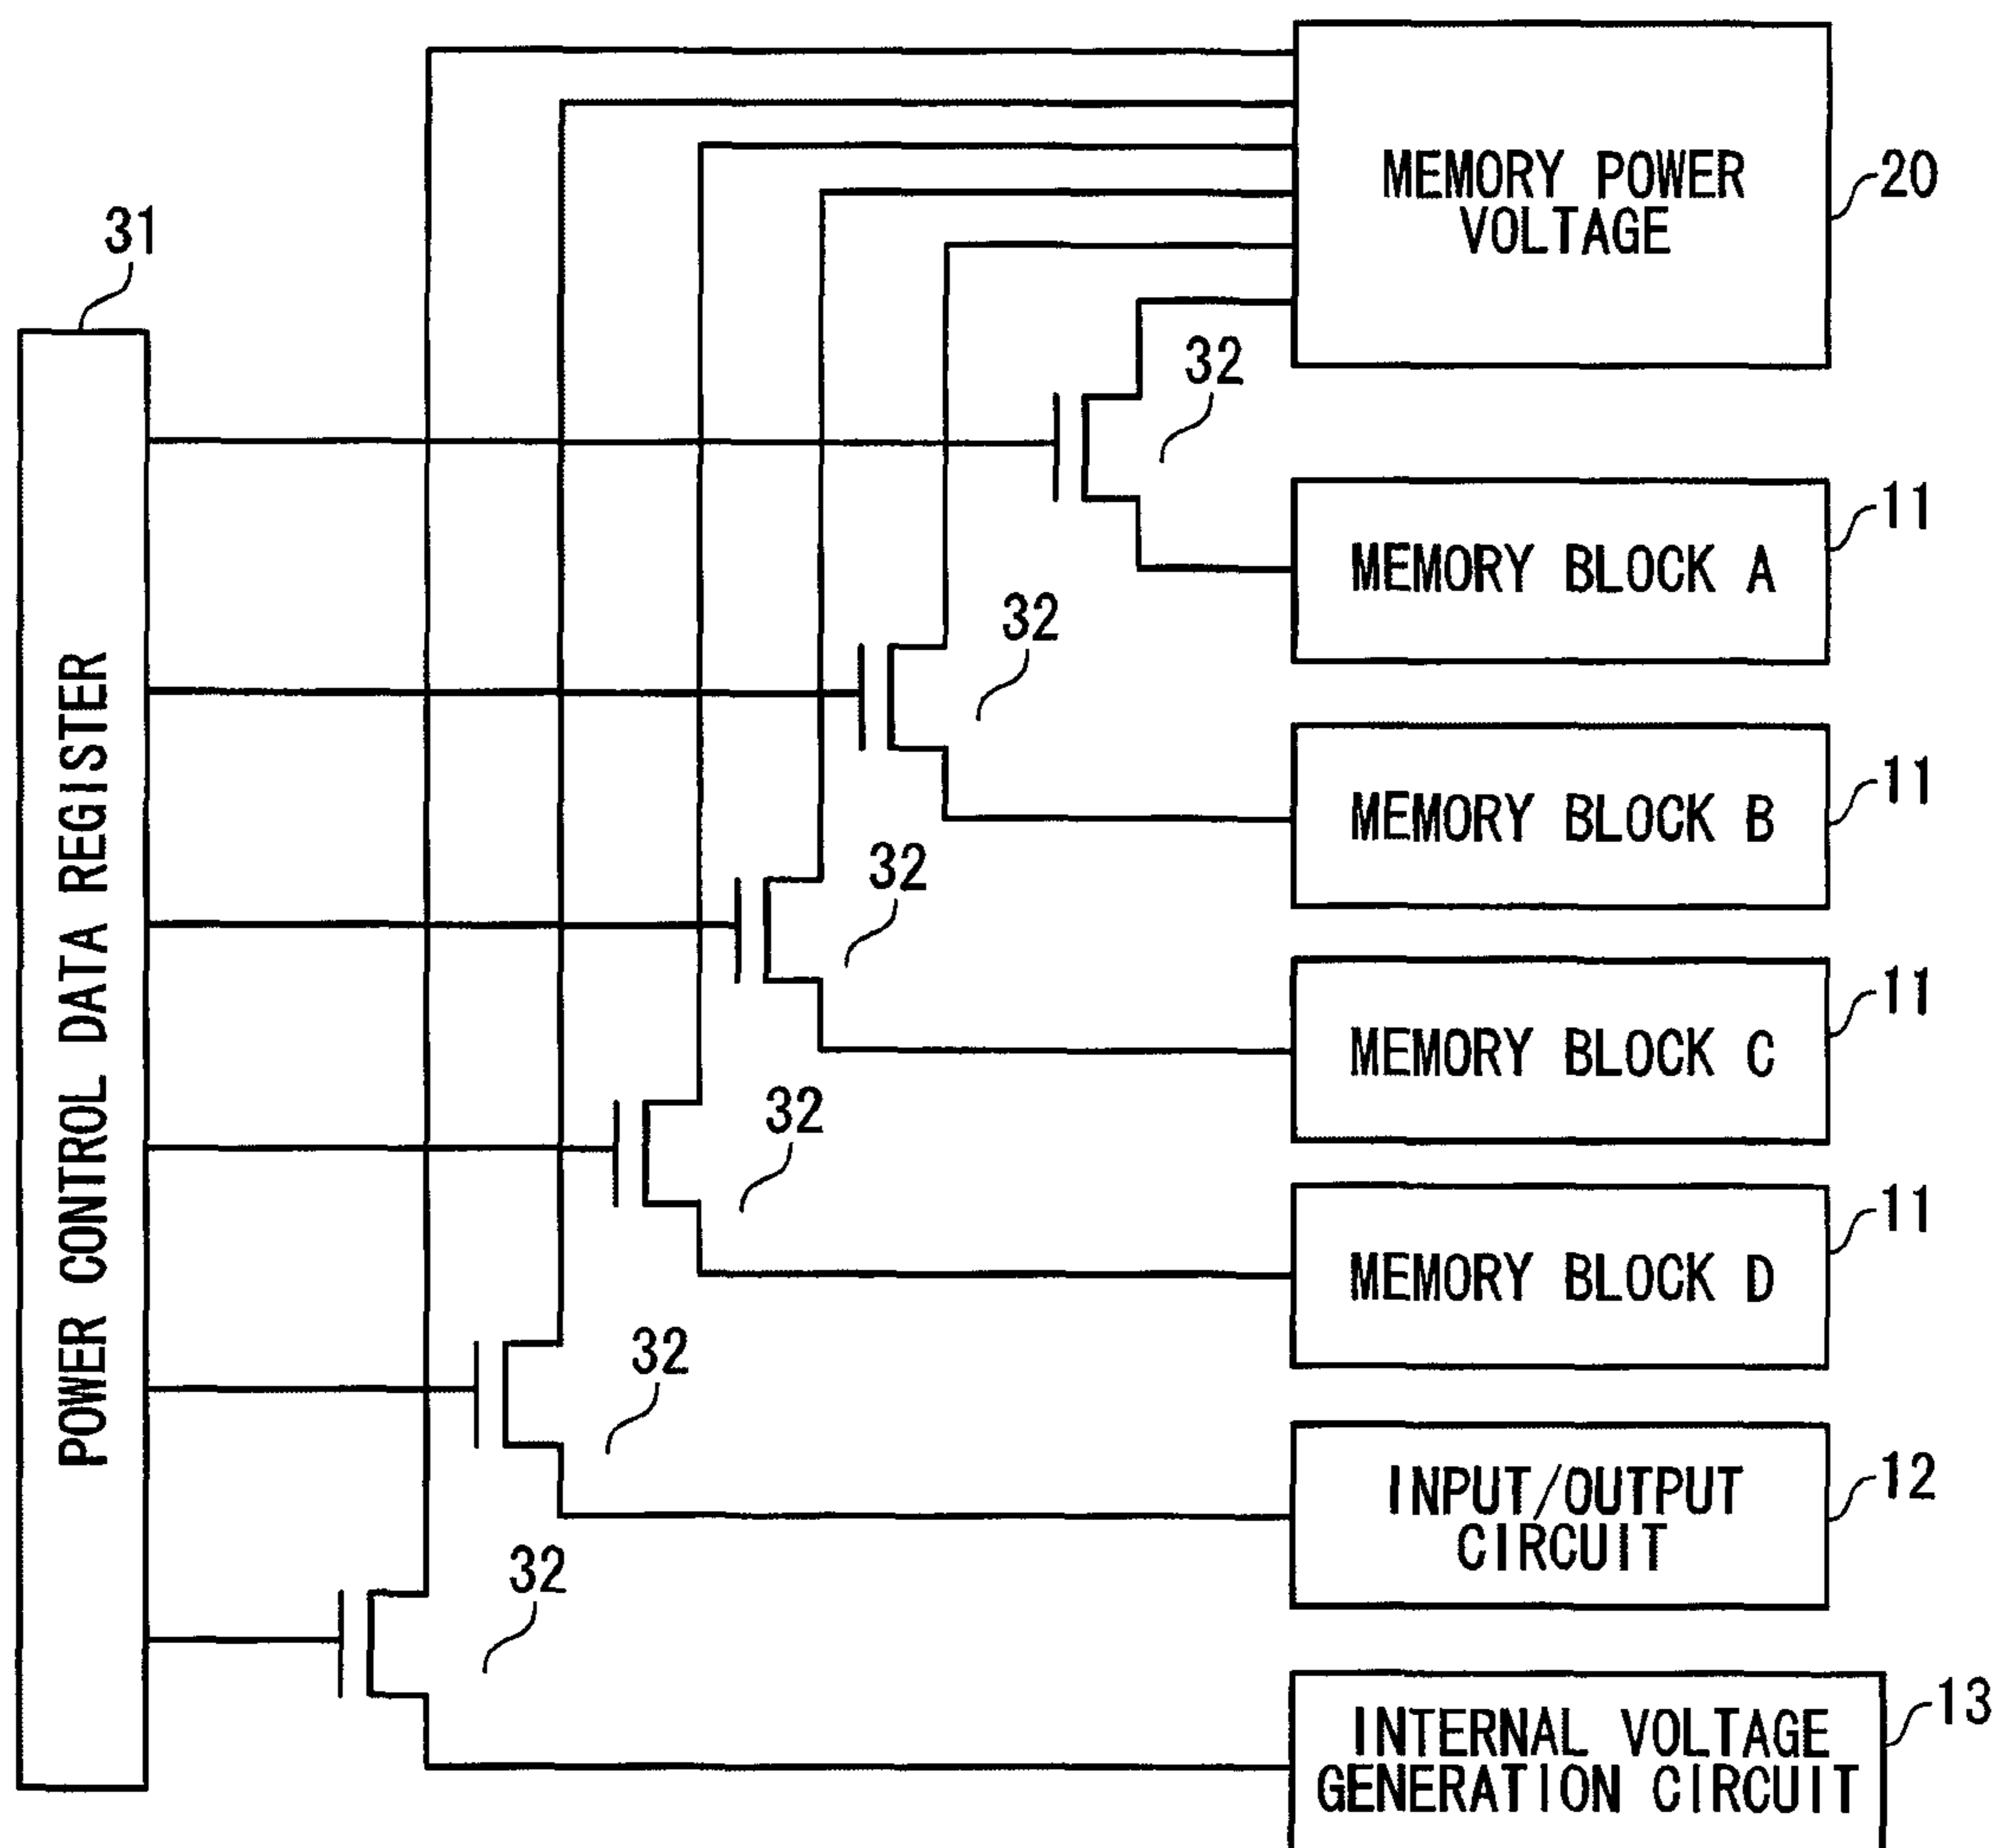 MEMORY POWER
VOLTAGE
20
31
32
11
MEMORY BLOCK A
32
11
MEMORY BLOCK B
32
11
MEMORY BLOCK C
32
11
MEMORY BLOCK D
32
12
INPUT/OUTPUT
CIRCUIT
32
13
INTERNAL VOLTAGE
GENERATION CIRCUIT
POWER CONTROL DATA REGISTER